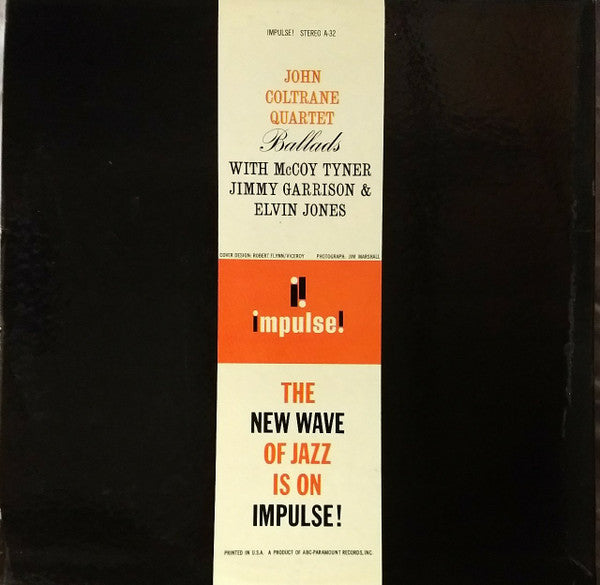 IMPULSE! STEREO A-32
JOHN
COLTRANE
QUARTET
Ballads
WITH McCOY TYNER
JIMMY GARRISON &
ELVIN JONES
COVER DESIGN: ROBERT FLYNN/VICEROY PHOTOGRAPH: JIM MARSHALL
i!
impulse!
THE
NEW WAVE
OF JAZZ
IS ON
IMPULSE!
PRINTED IN U.S.A. A PRODUCT OF ABC-PARAMOUNT RECORDS, INC.